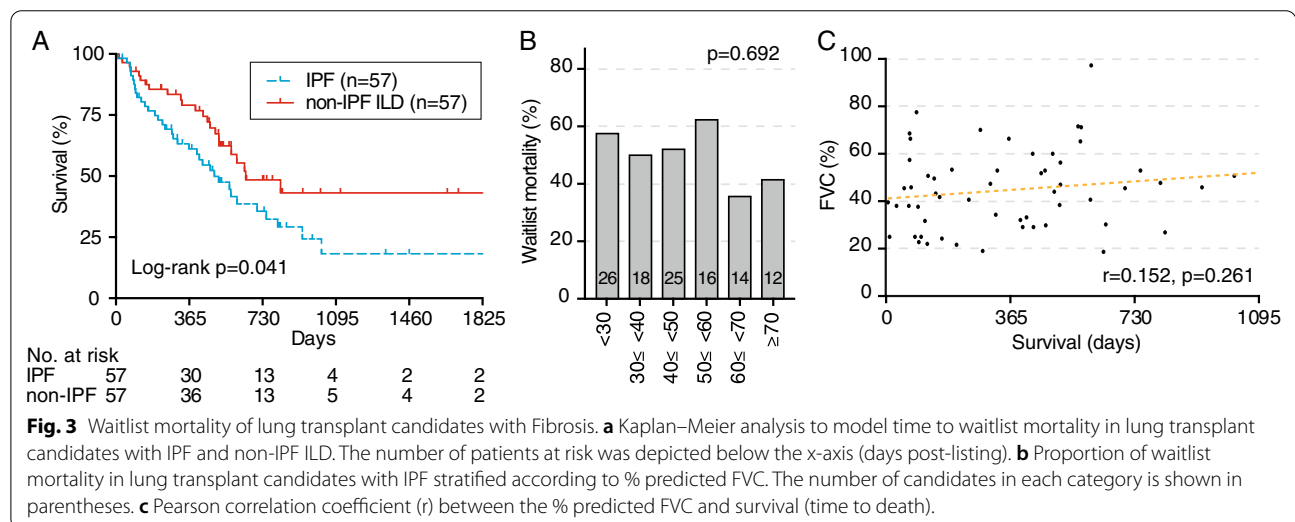 A
100
75
50
25
0
Survival (%)
IPF (n=57)
non-IPF ILD (n=57)
Log-rank p=0.041
0 365 730 1095 1460 1825
Days
No. at risk
IPF 57 30 13 4 2 2
non-IPF 57 36 13 5 4 2
B
p=0.692
80
60
40
20
0
Waitlist mortality (%)
26 18 25 16 14 12
<30
30≤ <40
40≤ <50
50≤ <60
60≤ <70
≥70
C
100
80
60
40
20
0
FVC (%)
r=0.152, p=0.261
0 365 730 1095
Survival (days)
Fig. 3 Waitlist mortality of lung transplant candidates with Fibrosis. a Kaplan–Meier analysis to model time to waitlist mortality in lung transplant
candidates with IPF and non-IPF ILD. The number of patients at risk was depicted below the x-axis (days post-listing). b Proportion of waitlist
mortality in lung transplant candidates with IPF stratified according to % predicted FVC. The number of candidates in each category is shown in
parentheses. c Pearson correlation coefficient (r) between the % predicted FVC and survival (time to death).